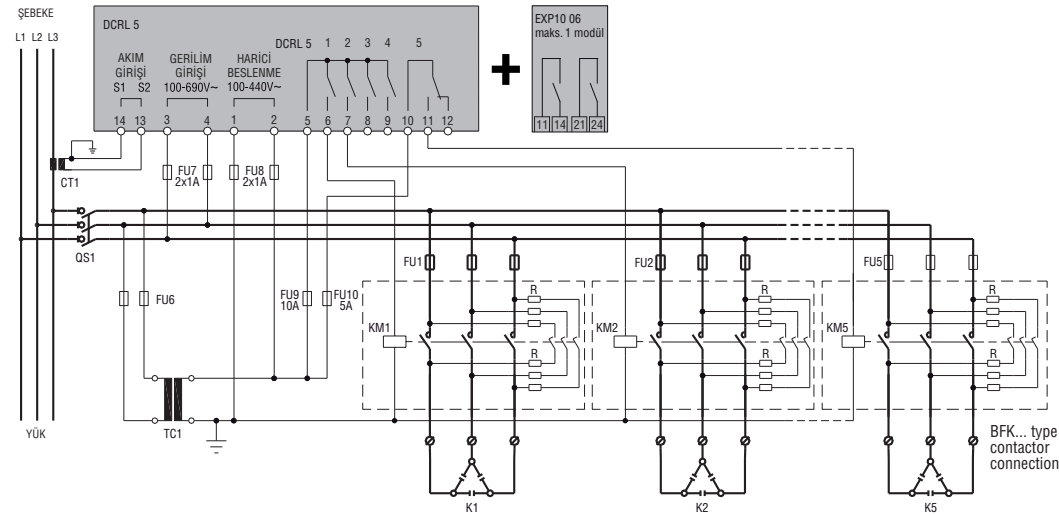 ŞEBEKE
L1 L2 L3
DCRL 5
DCRL 5 1 2 3 4 5
AKIM
GİRİŞİ
S1 S2
GERİLİM
GİRİŞİ
100-690V~
HARİCİ
BESLENME
100-440V~
14 13 3 4 1 2 5 6 7 8 9 10 11 12
EXP10 06
maks. 1 modül
11 14 21 24
+
CT1
FU7
2x1A
FU8
2x1A
QS1
FU6
FU9
10A
FU10
5A
FU1
FU2
FU5
KM1
R
R
KM2
R
R
KM5
R
R
YÜK
TC1
K1
K2
K5
BFK... type
contactor
connection